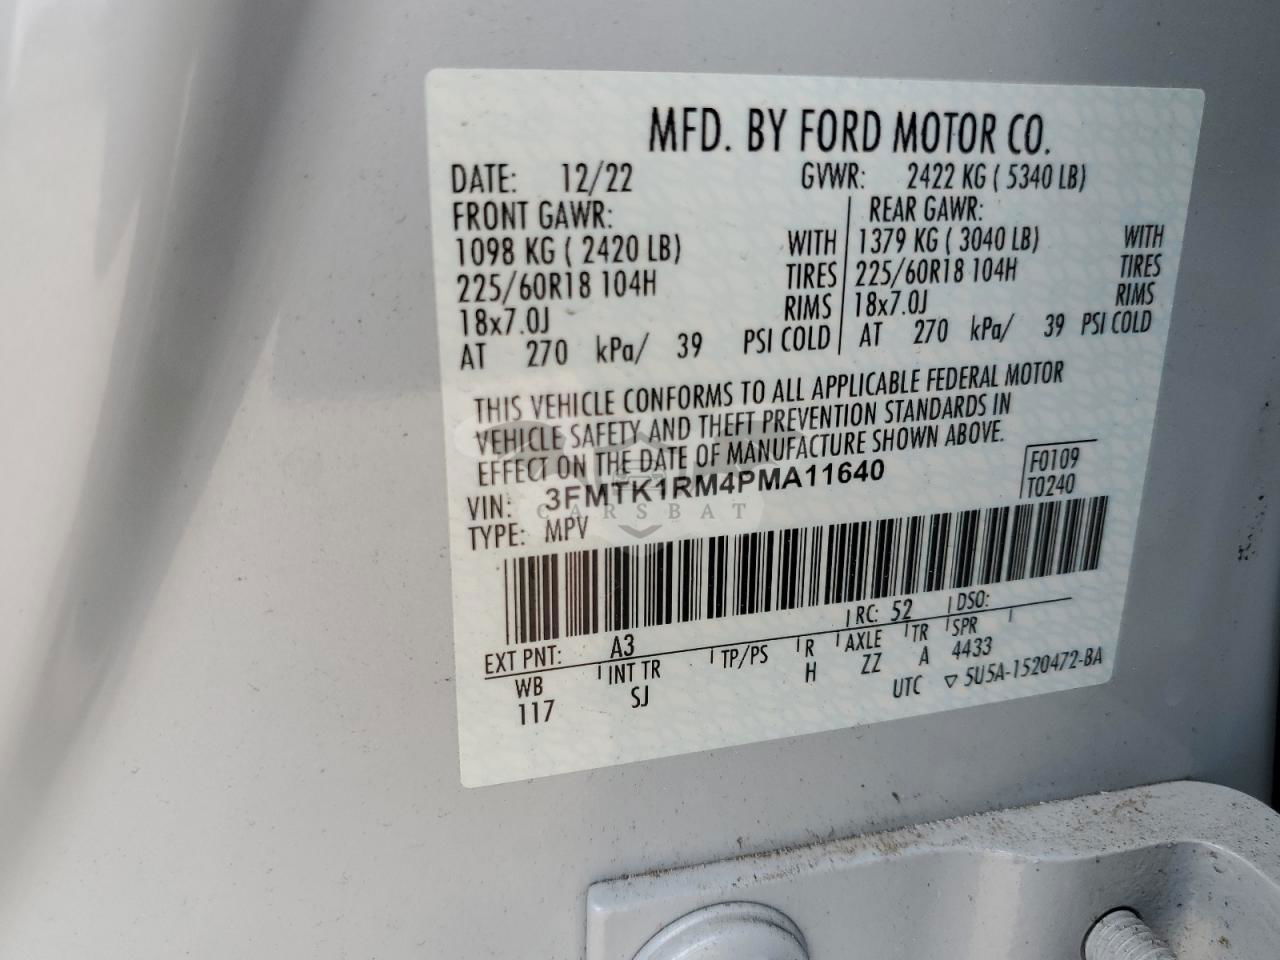 MFD. BY FORD MOTOR CO.
DATE: 12/22 GVWR: 2422 KG ( 5340 LB)
FRONT GAWR: REAR GAWR:
1098 KG ( 2420 LB) WITH 1379 KG ( 3040 LB) WITH
225/60R18 104H TIRES 225/60R18 104H TIRES
18x7.0J RIMS 18x7.0J RIMS
AT 270 kPa/ 39 PSI COLD AT 270 kPa/ 39 PSI COLD
THIS VEHICLE CONFORMS TO ALL APPLICABLE FEDERAL MOTOR
VEHICLE SAFETY AND THEFT PREVENTION STANDARDS IN
EFFECT ON THE DATE OF MANUFACTURE SHOWN ABOVE.
VIN: 3FMTK1RM4PMA11640 F0109
TYPE: MPV T0240
CARSBAT
EXT PNT: A3 RC: 52 DSO:
WB INT TR TP/PS R AXLE TR SPR
117 SJ H ZZ A 4433
UTC ▽ 5U5A-1520472-BA